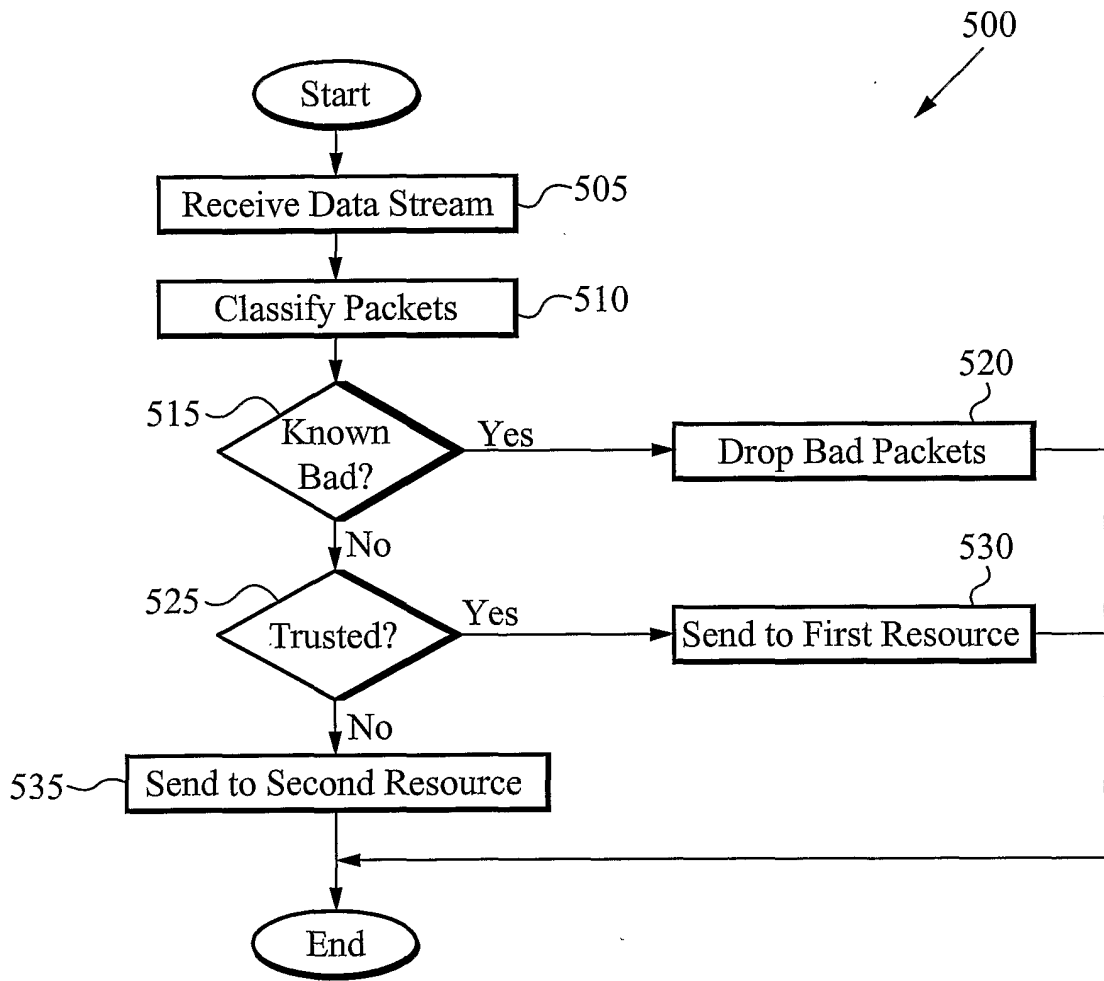 500
Start
Receive Data Stream
505
Classify Packets
510
515
Known
Bad?
Yes
520
Drop Bad Packets
No
525
Trusted?
Yes
530
Send to First Resource
No
535
Send to Second Resource
End